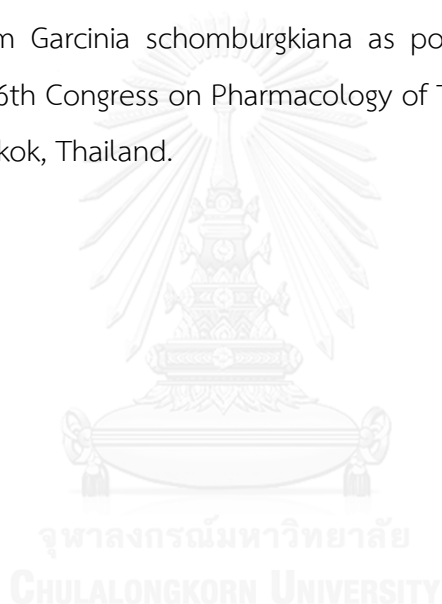 m Garcinia schomburgkiana as po
6th Congress on Pharmacology of T
kok, Thailand.
จุฬาลงกรณ์มหาวิทยาลัย
CHULALONGKORN UNIVERSITY